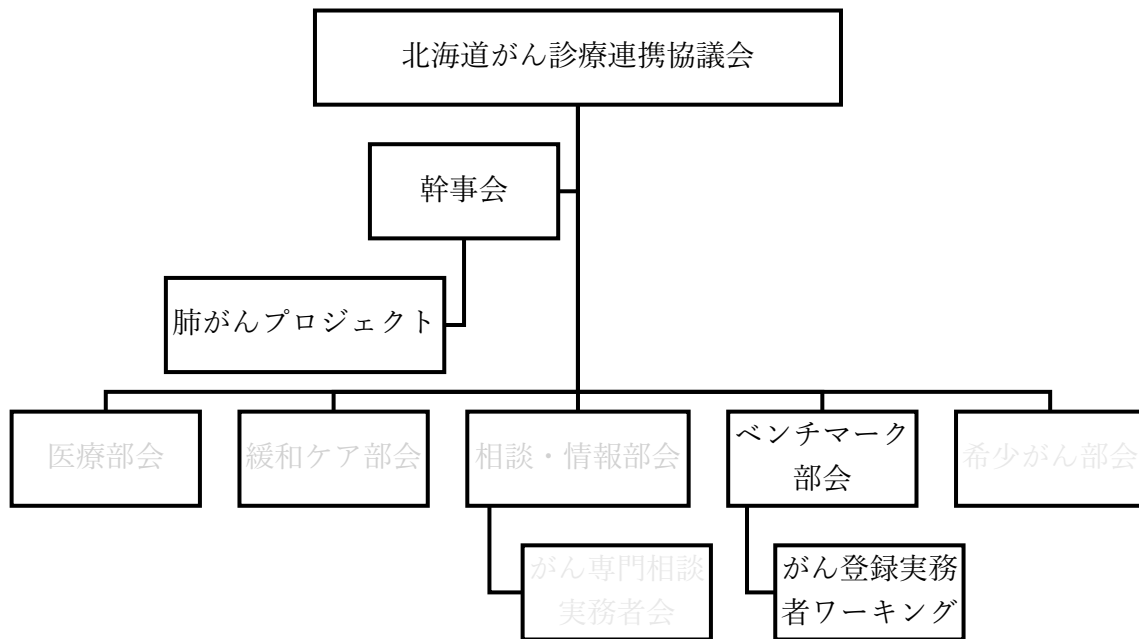 北海道がん診療連携協議会
幹事会
肺がんプロジェクト
医療部会
緩和ケア部会
相談・情報部会
ベンチマーク
部会
希少がん部会
がん専門相談
実務者会
がん登録実務
者ワーキング